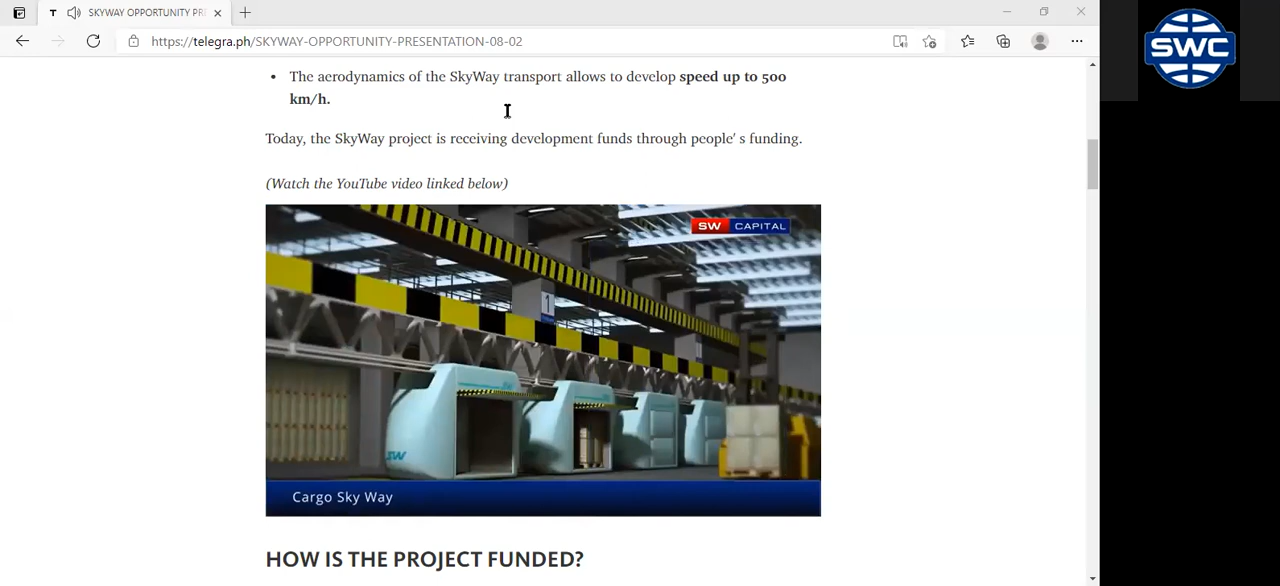 SKYWAY OPPORTUNITY PR
https://telegra.ph/SKYWAY-OPPORTUNITY-PRESENTATION-08-02
SWC
• The aerodynamics of the SkyWay transport allows to develop speed up to 500
km/h.
Today, the SkyWay project is receiving development funds through people's funding.
(Watch the YouTube video linked below)
SW CAPITAL
1
SW
Cargo Sky Way
HOW IS THE PROJECT FUNDED?